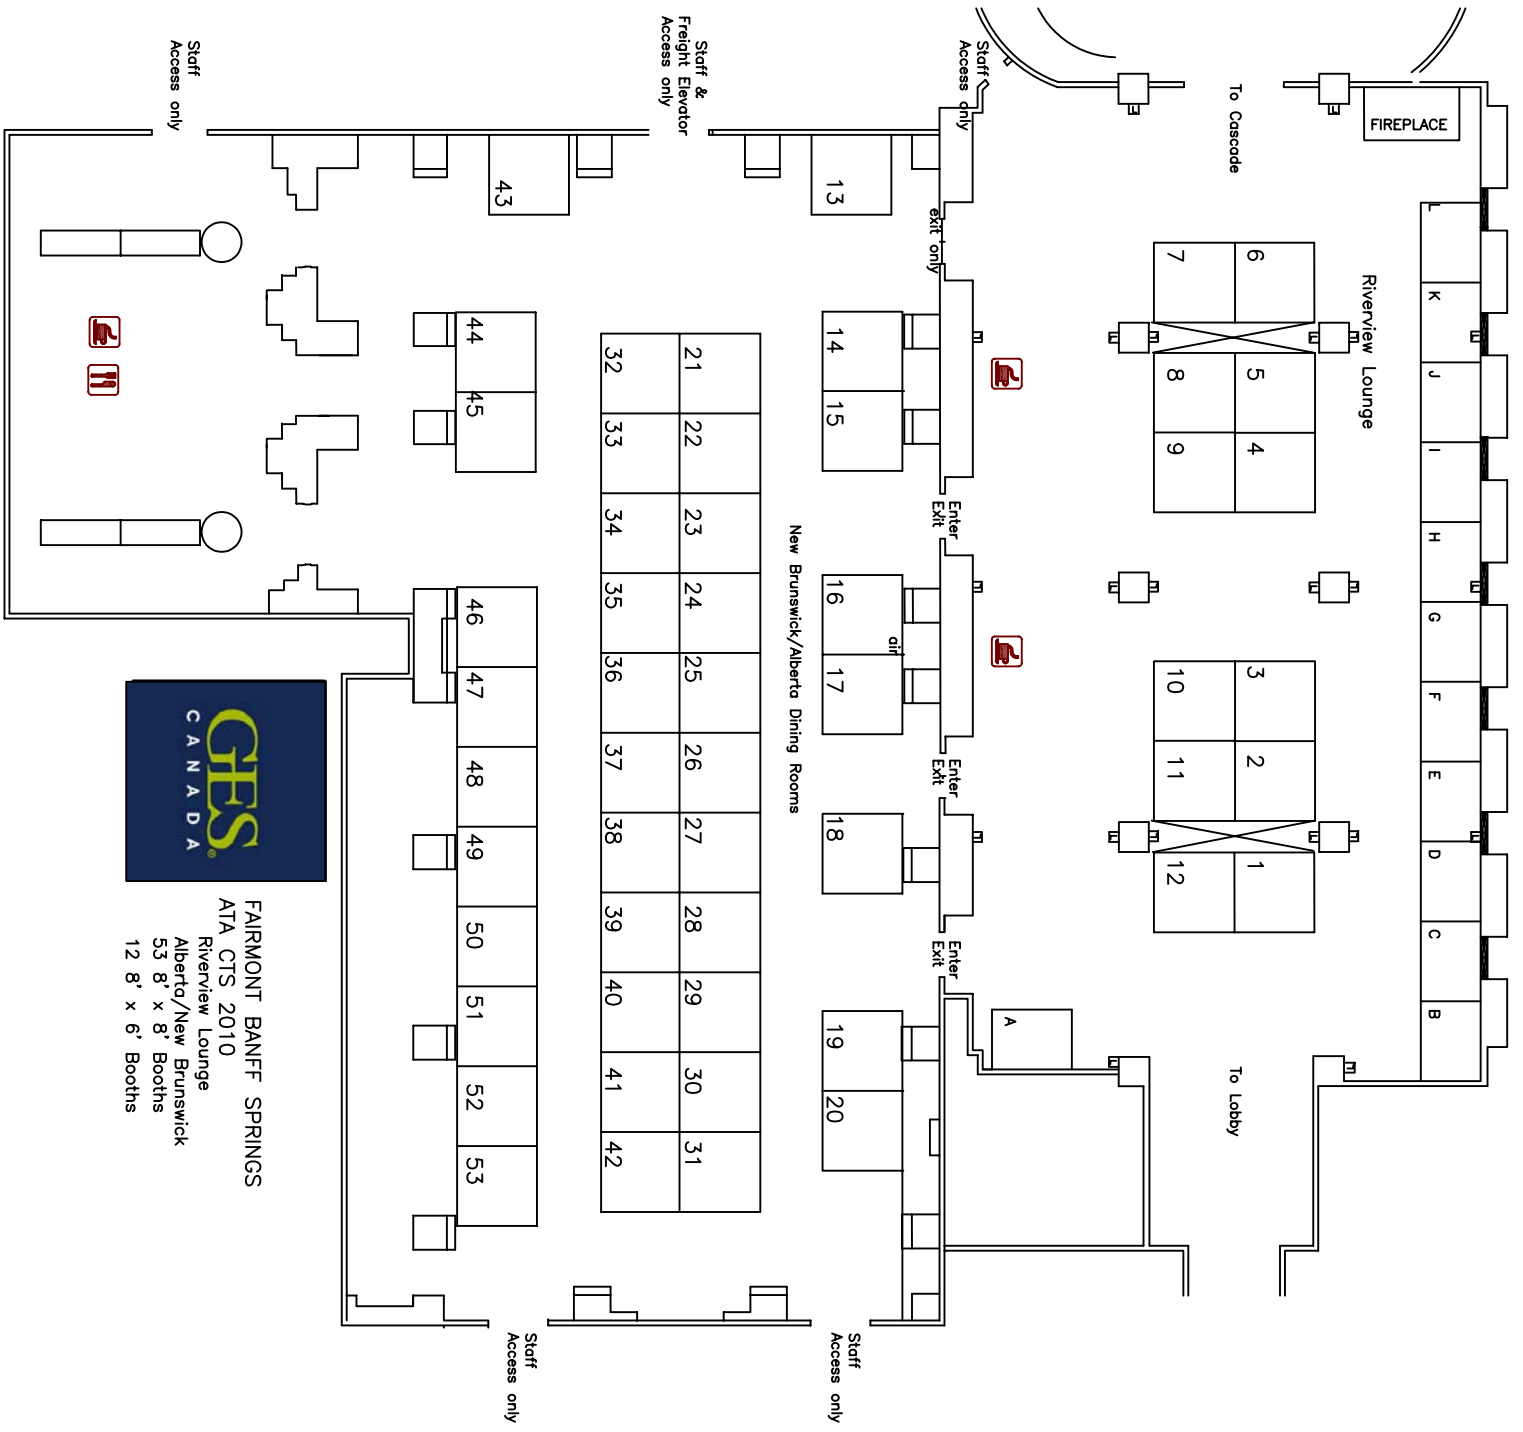 Staff
Access only
Staff &
Freight Elevator
Access only
Staff
Access only
To Cascade
FIREPLACE
exit only
Riverview Lounge
L
K
J
I
H
G
F
E
D
C
B
A
7
6
8
5
9
4
10
3
11
2
12
1
43
13
44
45
14
15
32
21
33
22
34
23
35
24
36
25
37
26
38
27
39
28
40
29
41
30
42
31
Enter
Exit
16
air
17
New Brunswick/Alberta Dining Rooms
Enter
Exit
18
Enter
Exit
19
20
46
47
48
49
50
51
52
53
To Lobby
GES®
CANADA
FAIRMONT BANFF SPRINGS
ATA CTS 2010
Riverview Lounge
Alberta/New Brunswick
53 8' x 8' Booths
12 8' x 6' Booths
Staff
Access only
Staff
Access only